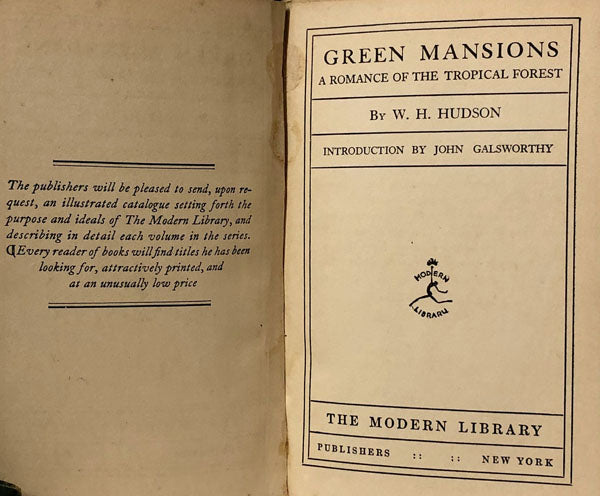 The publishers will be pleased to send, upon re-
quest, an illustrated catalogue setting forth the
purpose and ideals of The Modern Library, and
describing in detail each volume in the series.
¶Every reader of books will find titles he has been
looking for, attractively printed, and
at an unusually low price
GREEN MANSIONS
A ROMANCE OF THE TROPICAL FOREST
By W. H. HUDSON
INTRODUCTION BY JOHN GALSWORTHY
MODERN
LIBRARY
THE MODERN LIBRARY
PUBLISHERS :: :: NEW YORK